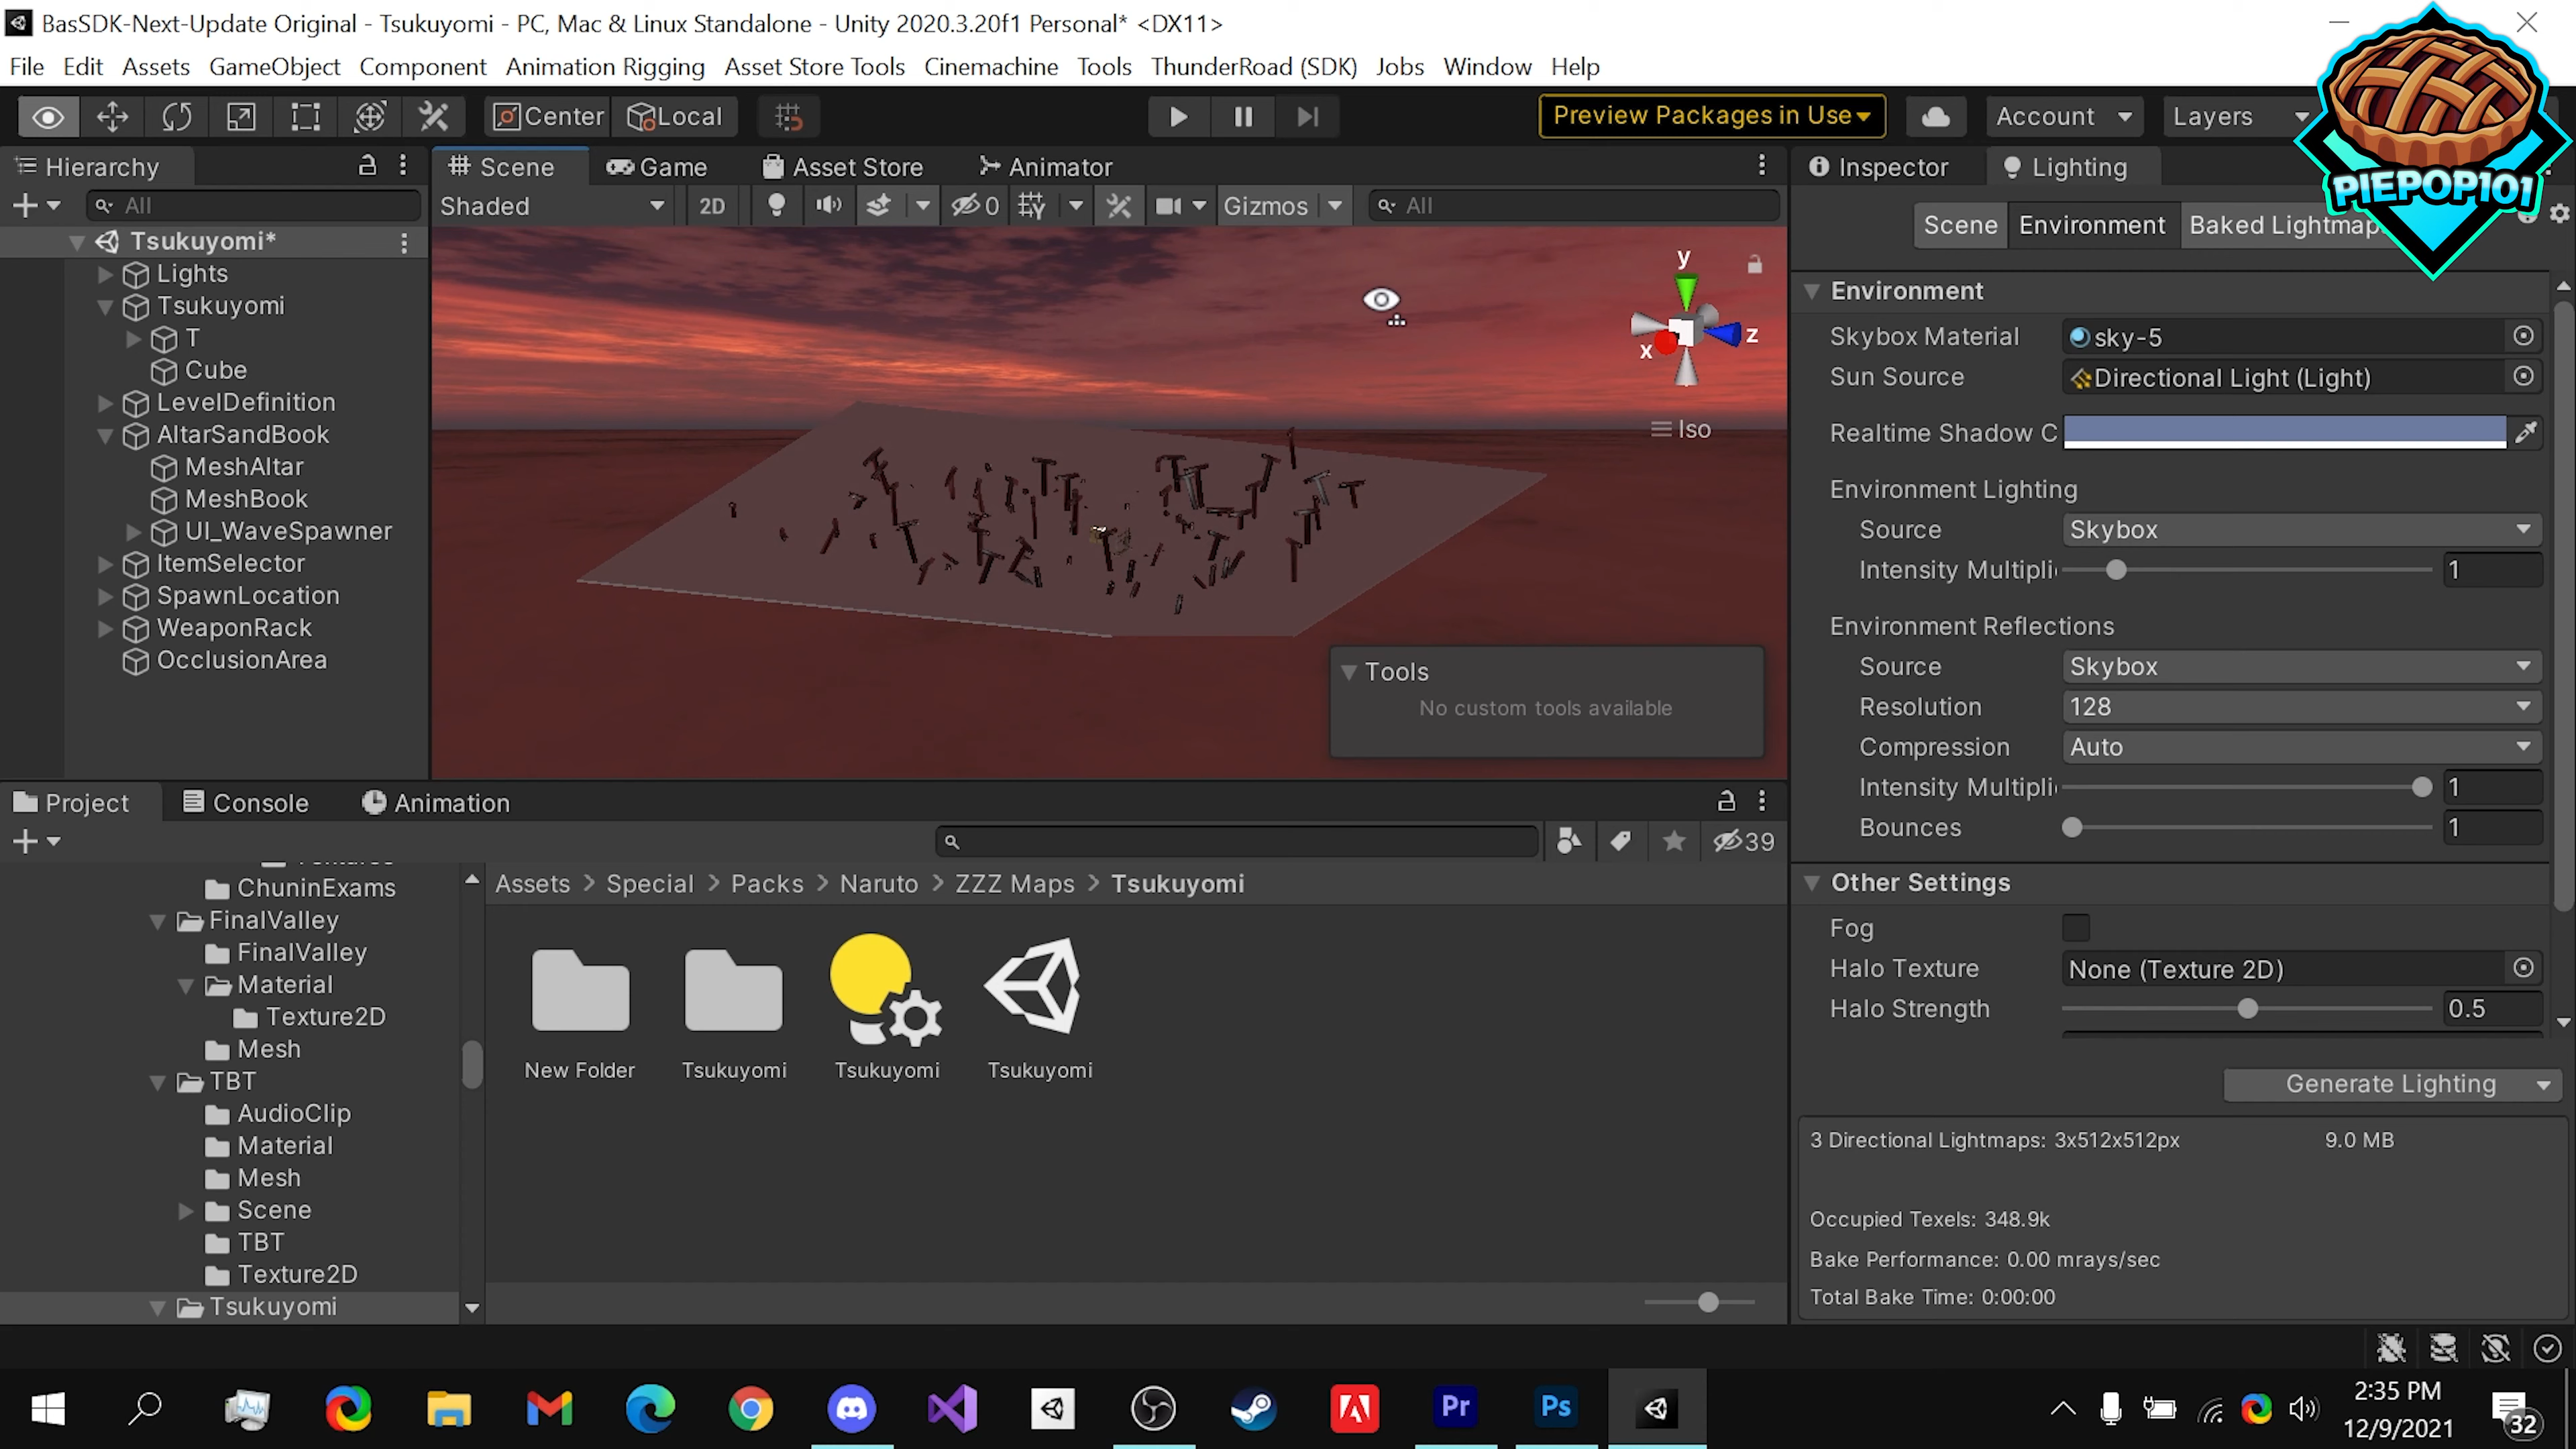 BasSDK-Next-Update Original - Tsukuyomi - PC, Mac & Linux Standalone - Unity 2020.3.20f1 Personal* <DX11>
File Edit Assets GameObject Component Animation Rigging Asset Store Tools Cinemachine Tools ThunderRoad (SDK) Jobs Window Help
Center Local Preview Packages in Use Account Layers
PIEPOP101
Hierarchy
All
Tsukuyomi*
Lights
Tsukuyomi
T
Cube
LevelDefinition
AltarSandBook
MeshAltar
MeshBook
UI_WaveSpawner
ItemSelector
SpawnLocation
WeaponRack
OcclusionArea
Scene Game Asset Store Animator
Shaded 2D 0 Gizmos All
y
x
z
Iso
Tools
No custom tools available
Inspector Lighting
Scene Environment Baked Lightmap
Environment
Skybox Material sky-5
Sun Source Directional Light (Light)
Realtime Shadow C
Environment Lighting
Source Skybox
Intensity Multipli 1
Environment Reflections
Source Skybox
Resolution 128
Compression Auto
Intensity Multipli 1
Bounces 1
Other Settings
Fog
Halo Texture None (Texture 2D)
Halo Strength 0.5
Generate Lighting
3 Directional Lightmaps: 3x512x512px 9.0 MB
Occupied Texels: 348.9k
Bake Performance: 0.00 mrays/sec
Total Bake Time: 0:00:00
Project Console Animation
39
ChuninExams
FinalValley
FinalValley
Material
Texture2D
Mesh
TBT
AudioClip
Material
Mesh
Scene
TBT
Texture2D
Tsukuyomi
Assets > Special > Packs > Naruto > ZZZ Maps > Tsukuyomi
New Folder Tsukuyomi Tsukuyomi Tsukuyomi
Pr Ps
2:35 PM
12/9/2021
32